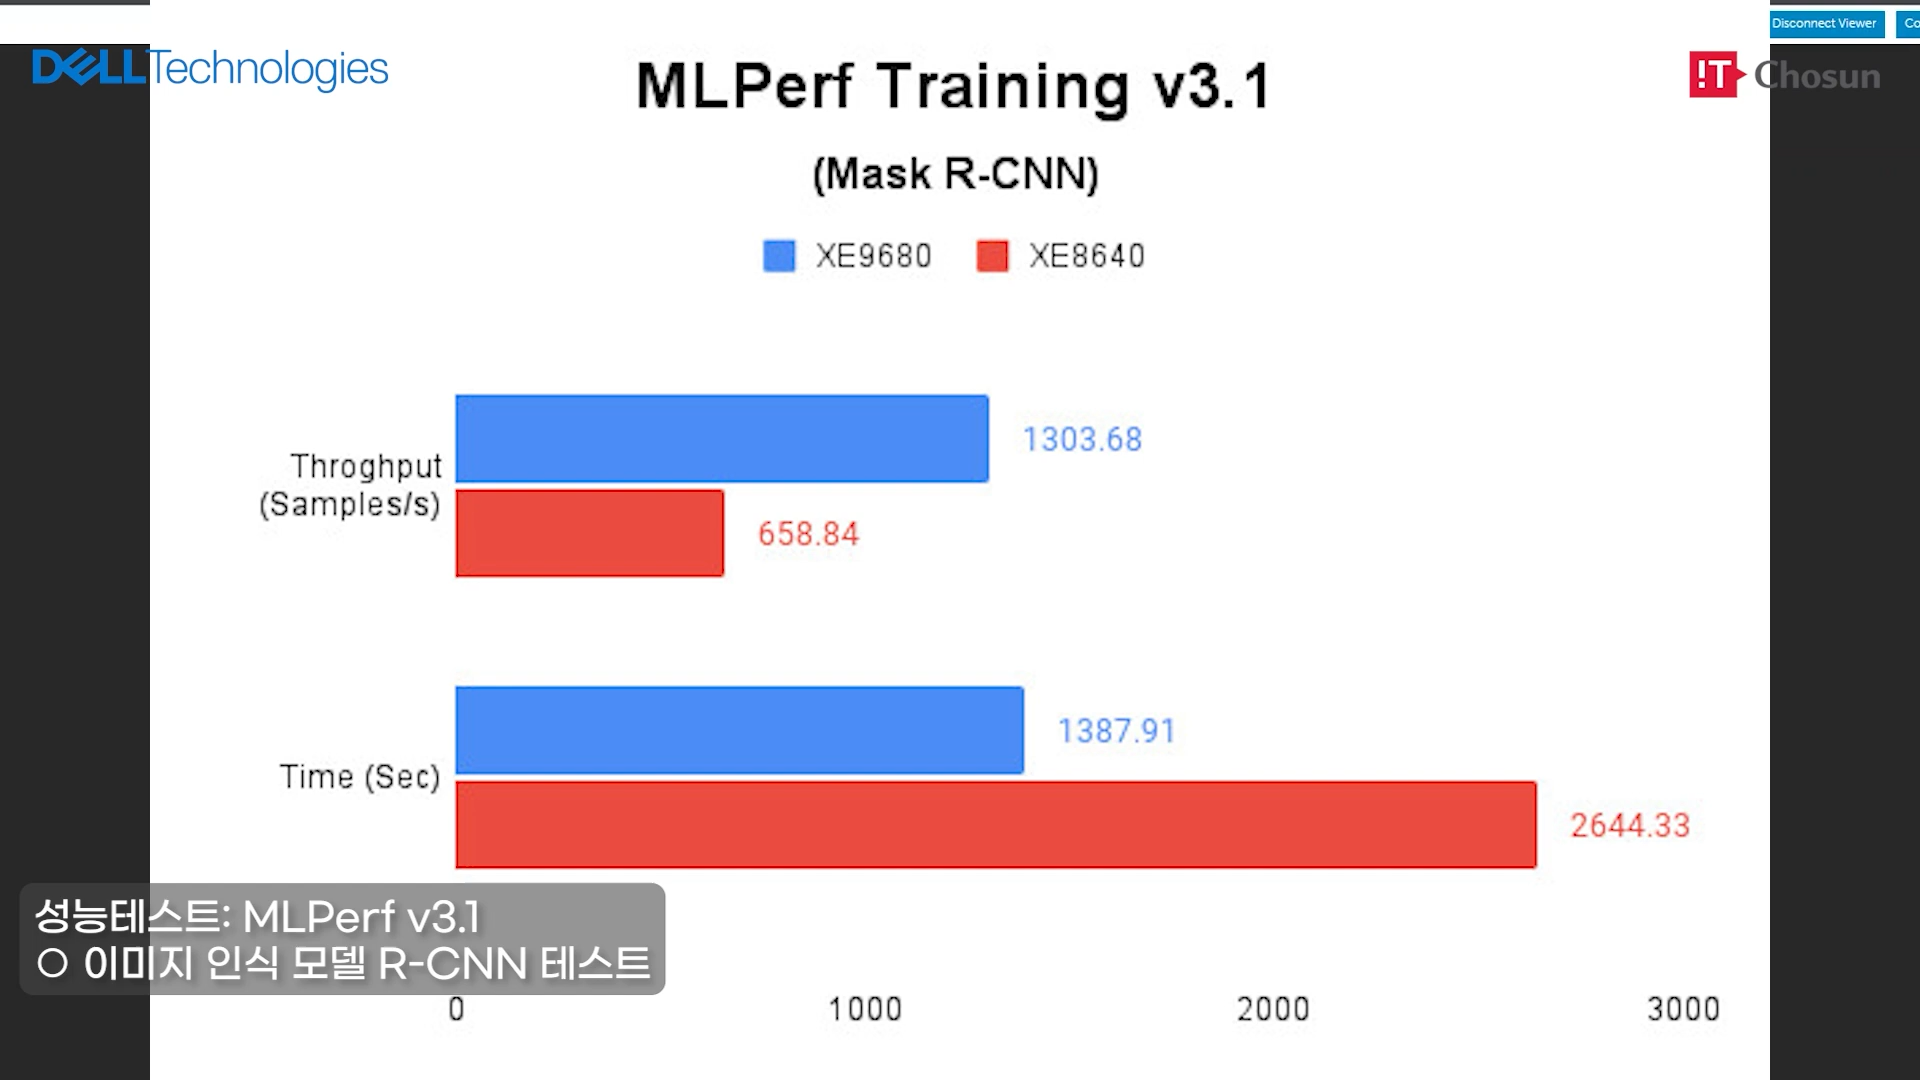 Disconnect Viewer
Co
DELL Technologies
!T Chosun
MLPerf Training v3.1
(Mask R-CNN)
XE9680
XE8640
Throghput
(Samples/s)
1303.68
658.84
Time (Sec)
1387.91
2644.33
성능테스트: MLPerf v3.1
○ 이미지 인식 모델 R-CNN 테스트
0
1000
2000
3000